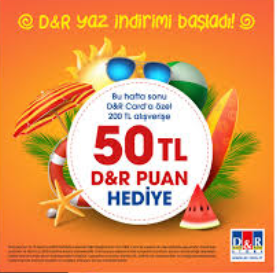 D&R yaz indirimi başladı!
Bu hafta sonu
D&R Card'a özel
200 TL alışverişe
50 TL
D&R PUAN
HEDİYE
D&R